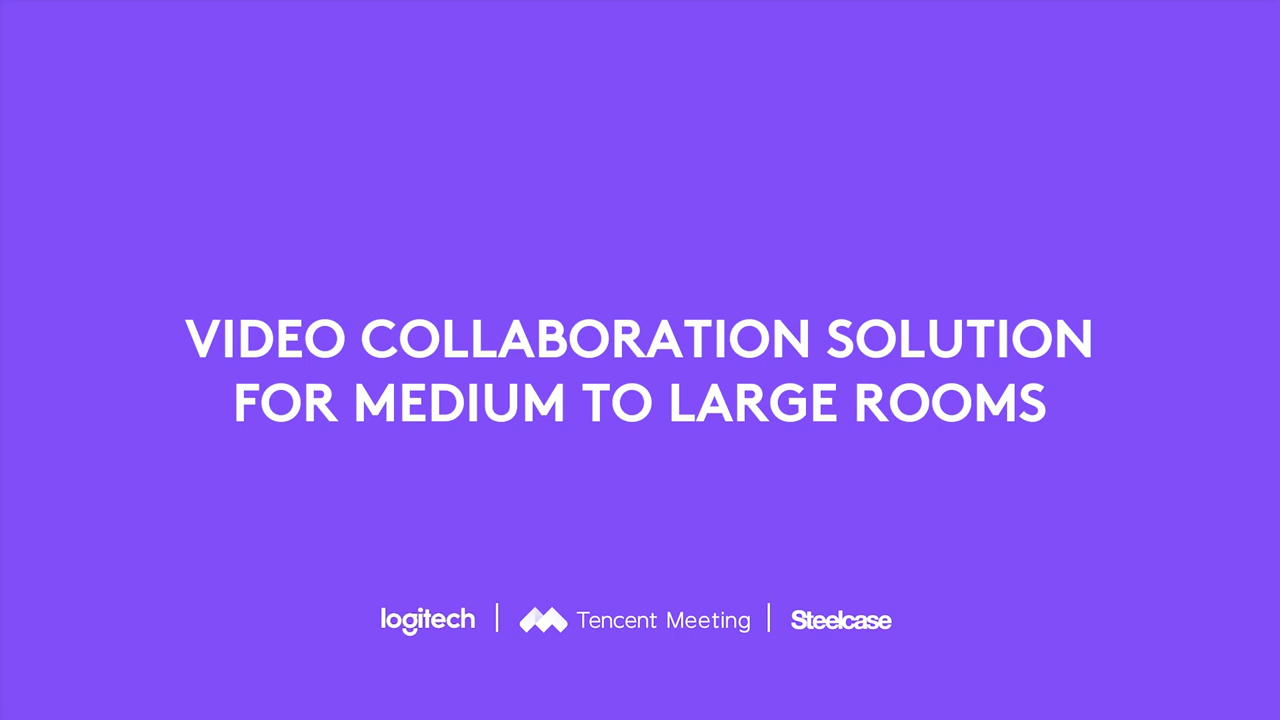 VIDEO COLLABORATION SOLUTION
FOR MEDIUM TO LARGE ROOMS
logitech | Tencent Meeting | Steelcase